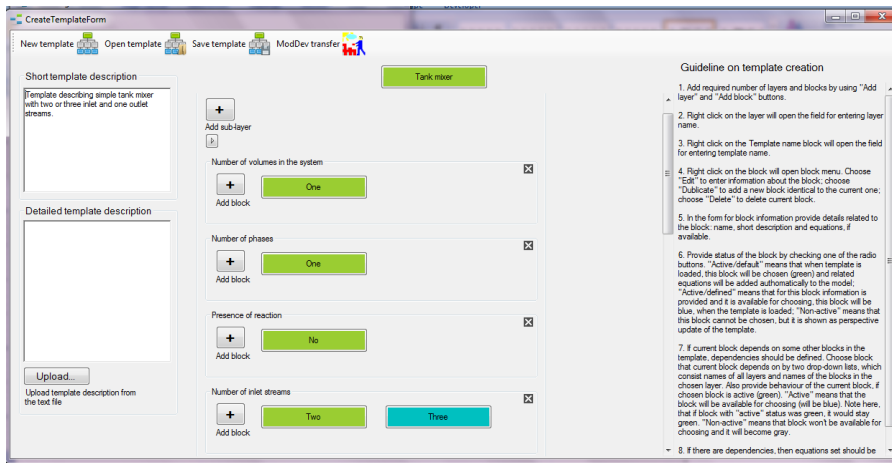 CreateTemplateForm
New template
Open template
Save template
ModDev transfer
Short template description
Template describing simple tank mixer
with two or three inlet and one outlet
streams.
Detailed template description
Upload...
Upload template description from
the text file
Tank mixer
+
Add sub-layer
Number of volumes in the system
+
Add block
One
Number of phases
+
Add block
One
Presence of reaction
+
Add block
No
Number of inlet streams
+
Add block
Two
Three
Guideline on template creation
1. Add required number of layers and blocks by using "Add
layer" and "Add block" buttons.
2. Right click on the layer will open the field for entering layer
name.
3. Right click on the Template name block will open the field
for entering template name.
4. Right click on the block will open block menu. Choose
"Edit" to enter information about the block; choose
"Dublicate" to add a new block identical to the current one;
choose "Delete" to delete current block.
5. In the form for block information provide details related to
the block: name, short description and equations, if
available.
6. Provide status of the block by checking one of the radio
buttons. "Active/default" means that when template is
loaded, this block will be chosen (green) and related
equations will be added authomatically to the model;
"Active/defined" means that for this block information is
provided and it is available for choosing, this block will be
blue, when the template is loaded; "Non-active" means that
this block cannot be chosen, but it is shown as perspective
update of the template.
7. If current block depends on some other blocks in the
template, dependencies should be defined. Choose block
that current block depends on by two drop-down lists, which
consist names of all layers and names of the blocks in the
chosen layer. Also provide behaviour of the current block, if
chosen block is active (green). "Active" means that the
block will be available for choosing (will be blue). Note here,
that if block with "active" status was green, it would stay
green. "Non-active" means that block won't be available for
choosing and it will become gray.
8. If there are dependencies, then equations set should be